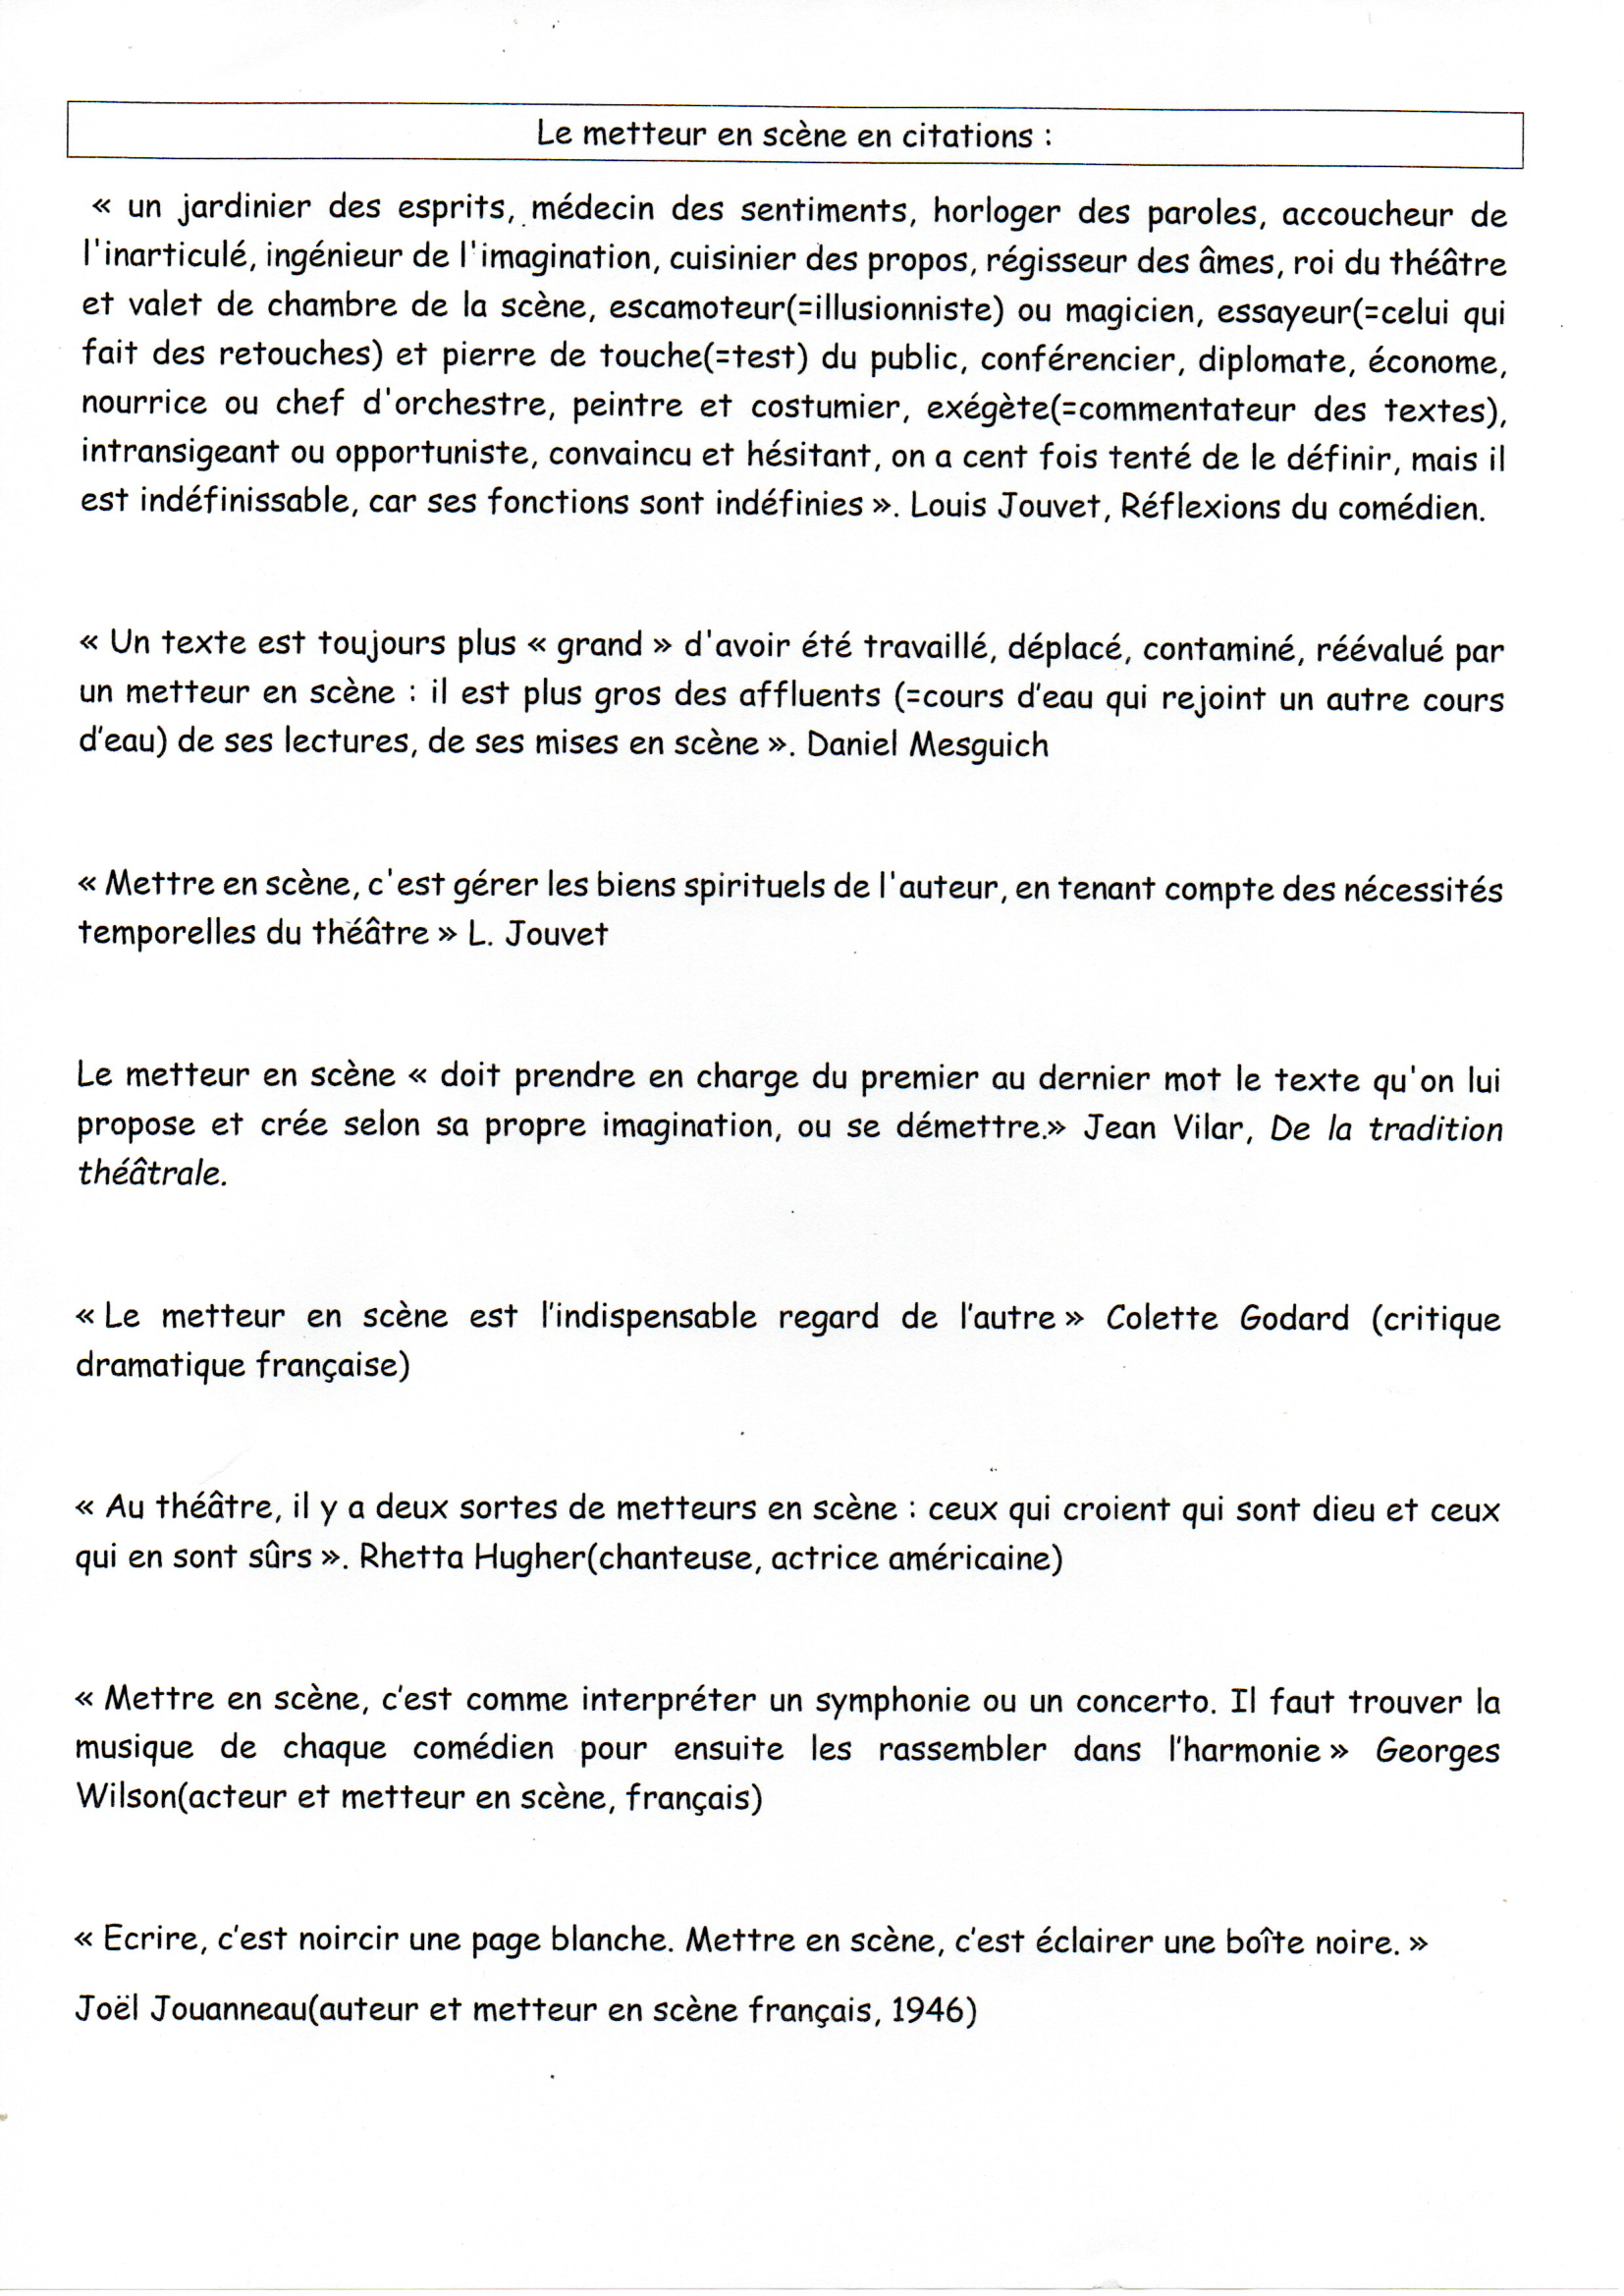 Le metteur en scène en citations :
« un jardinier des esprits, médecin des sentiments, horloger des paroles, accoucheur de
l'inarticulé, ingénieur de l'imagination, cuisinier des propos, régisseur des âmes, roi du théâtre
et valet de chambre de la scène, escamoteur(=illusionniste) ou magicien, essayeur(=celui qui
fait des retouches) et pierre de touche(=test) du public, conférencier, diplomate, économe,
nourrice ou chef d'orchestre, peintre et costumier, exégète(=commentateur des textes),
intransigeant ou opportuniste, convaincu et hésitant, on a cent fois tenté de le définir, mais il
est indéfinissable, car ses fonctions sont indéfinies ». Louis Jouvet, Réflexions du comédien.
« Un texte est toujours plus « grand » d'avoir été travaillé, déplacé, contaminé, réévalué par
un metteur en scène : il est plus gros des affluents (=cours d'eau qui rejoint un autre cours
d'eau) de ses lectures, de ses mises en scène ». Daniel Mesguich
« Mettre en scène, c'est gérer les biens spirituels de l'auteur, en tenant compte des nécessités
temporelles du théâtre » L. Jouvet
Le metteur en scène « doit prendre en charge du premier au dernier mot le texte qu'on lui
propose et crée selon sa propre imagination, ou se démettre.» Jean Vilar, De la tradition
théâtrale.
« Le metteur en scène est l'indispensable regard de l'autre » Colette Godard (critique
dramatique française)
« Au théâtre, il y a deux sortes de metteurs en scène : ceux qui croient qui sont dieu et ceux
qui en sont sûrs ». Rhetta Hugher(chanteuse, actrice américaine)
« Mettre en scène, c'est comme interpréter un symphonie ou un concerto. Il faut trouver la
musique de chaque comédien pour ensuite les rassembler dans l'harmonie » Georges
Wilson(acteur et metteur en scène, français)
« Ecrire, c'est noircir une page blanche. Mettre en scène, c'est éclairer une boîte noire. »
Joël Jouanneau(auteur et metteur en scène français, 1946)